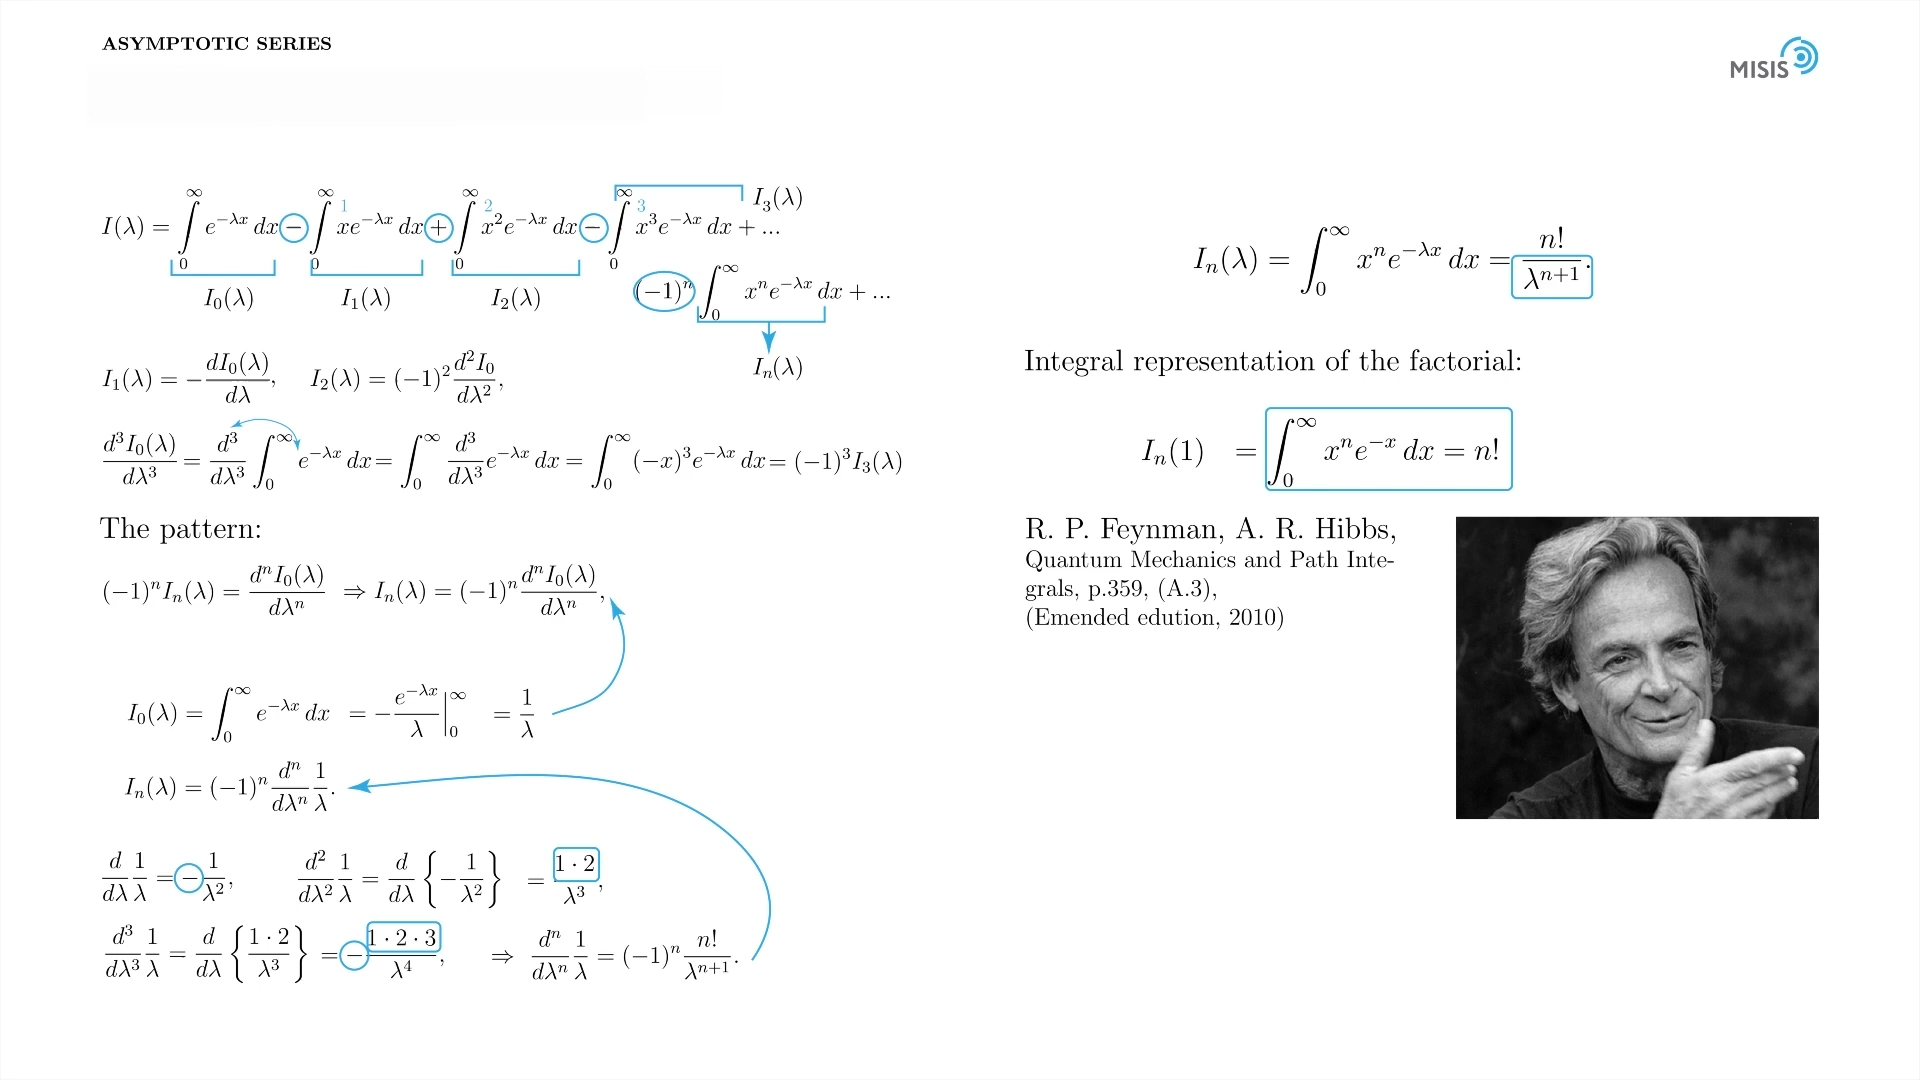 ASYMPTOTIC SERIES
MISIS
I(λ) = ∫₀^∞ e^{−λx} dx − ∫₀^∞ xe^{−λx} dx + ∫₀^∞ x²e^{−λx} dx − ∫₀^∞ x³e^{−λx} dx + ...
1 2 3
I₃(λ)
I₀(λ) I₁(λ) I₂(λ)
(−1)ⁿ ∫₀^∞ xⁿe^{−λx} dx + ...
Iₙ(λ)
I₁(λ) = −dI₀(λ)/dλ, I₂(λ) = (−1)² d²I₀/dλ²,
d³I₀(λ)/dλ³ = d³/dλ³ ∫₀^∞ e^{−λx} dx = ∫₀^∞ d³/dλ³ e^{−λx} dx = ∫₀^∞ (−x)³e^{−λx} dx = (−1)³I₃(λ)
The pattern:
(−1)ⁿIₙ(λ) = dⁿI₀(λ)/dλⁿ ⇒ Iₙ(λ) = (−1)ⁿ dⁿI₀(λ)/dλⁿ,
I₀(λ) = ∫₀^∞ e^{−λx} dx = −e^{−λx}/λ |₀^∞ = 1/λ
Iₙ(λ) = (−1)ⁿ dⁿ/dλⁿ 1/λ.
d/dλ 1/λ = −1/λ², d²/dλ² 1/λ = d/dλ {−1/λ²} = 1 · 2/λ³,
d³/dλ³ 1/λ = d/dλ {1 · 2/λ³} = −1 · 2 · 3/λ⁴, ⇒ dⁿ/dλⁿ 1/λ = (−1)ⁿ n!/λ^{n+1}.
Iₙ(λ) = ∫₀^∞ xⁿe^{−λx} dx = n!/λ^{n+1}.
Integral representation of the factorial:
Iₙ(1) = ∫₀^∞ xⁿe^{−x} dx = n!
R. P. Feynman, A. R. Hibbs,
Quantum Mechanics and Path Inte-
grals, p.359, (A.3),
(Emended edution, 2010)